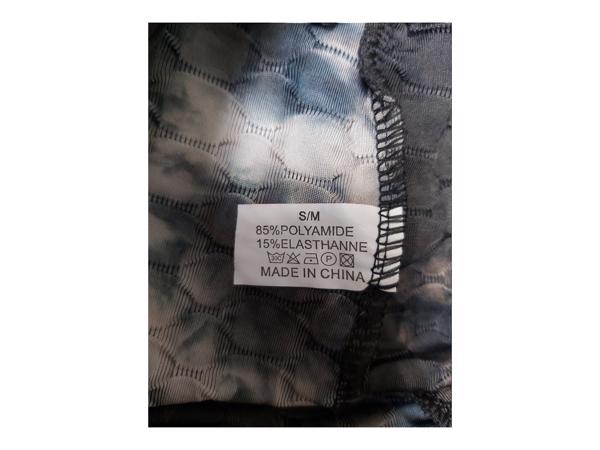 S/M
85%POLYAMIDE
15%ELASTHANNE
P
MADE IN CHINA